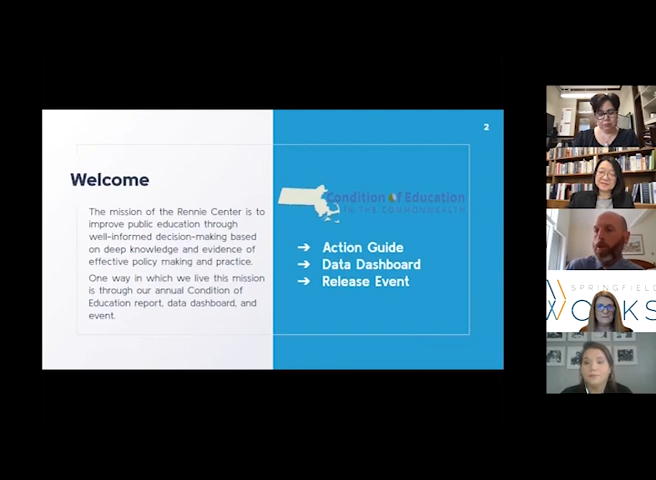 2
Welcome
The mission of the Rennie Center is to
improve public education through
well-informed decision-making based
on deep knowledge and evidence of
effective policy making and practice.
One way in which we live this mission
is through our annual Condition of
Education report, data dashboard, and
event.
Condition of Education
IN THE COMMONWEALTH
→ Action Guide
→ Data Dashboard
→ Release Event
SPRINGFIELD